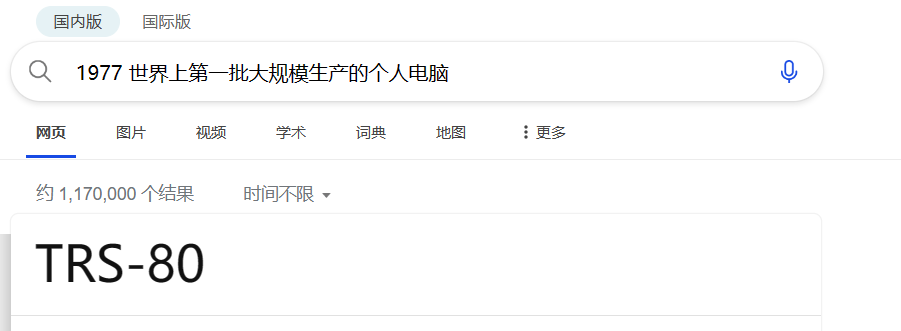 国内版 国际版
1977 世界上第一批大规模生产的个人电脑
网页 图片 视频 学术 词典 地图 更多
约 1,170,000 个结果 时间不限
TRS-80